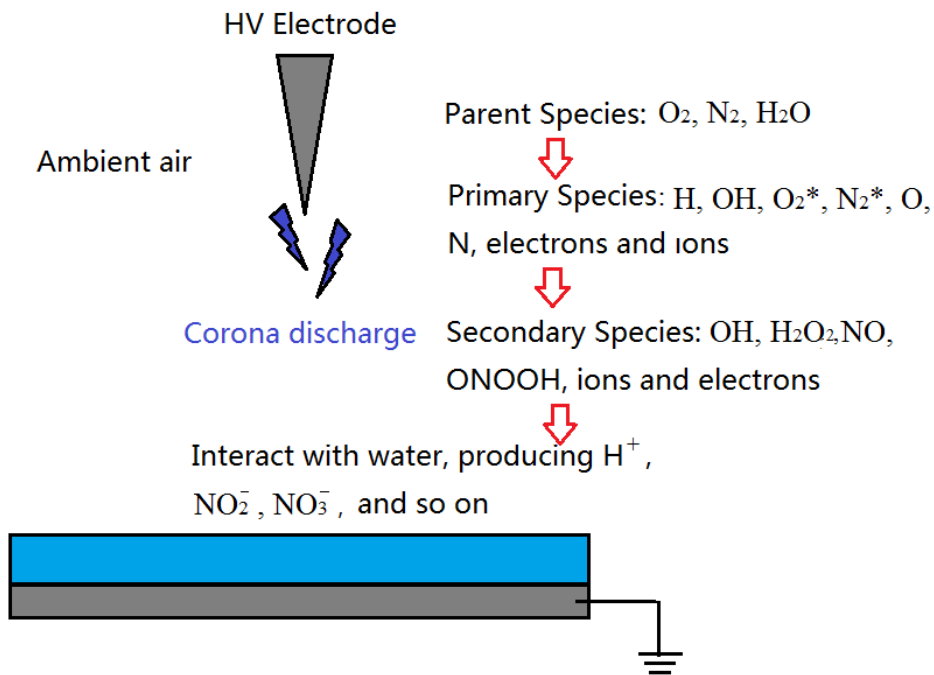 HV Electrode
Ambient air
Corona discharge
Parent Species: O₂, N₂, H₂O
Primary Species: H, OH, O₂*, N₂*, O,
N, electrons and ıons
Secondary Species: OH, H₂O₂,NO,
ONOOH, ions and electrons
Interact with water, producing H⁺,
NO₂⁻, NO₃⁻, and so on